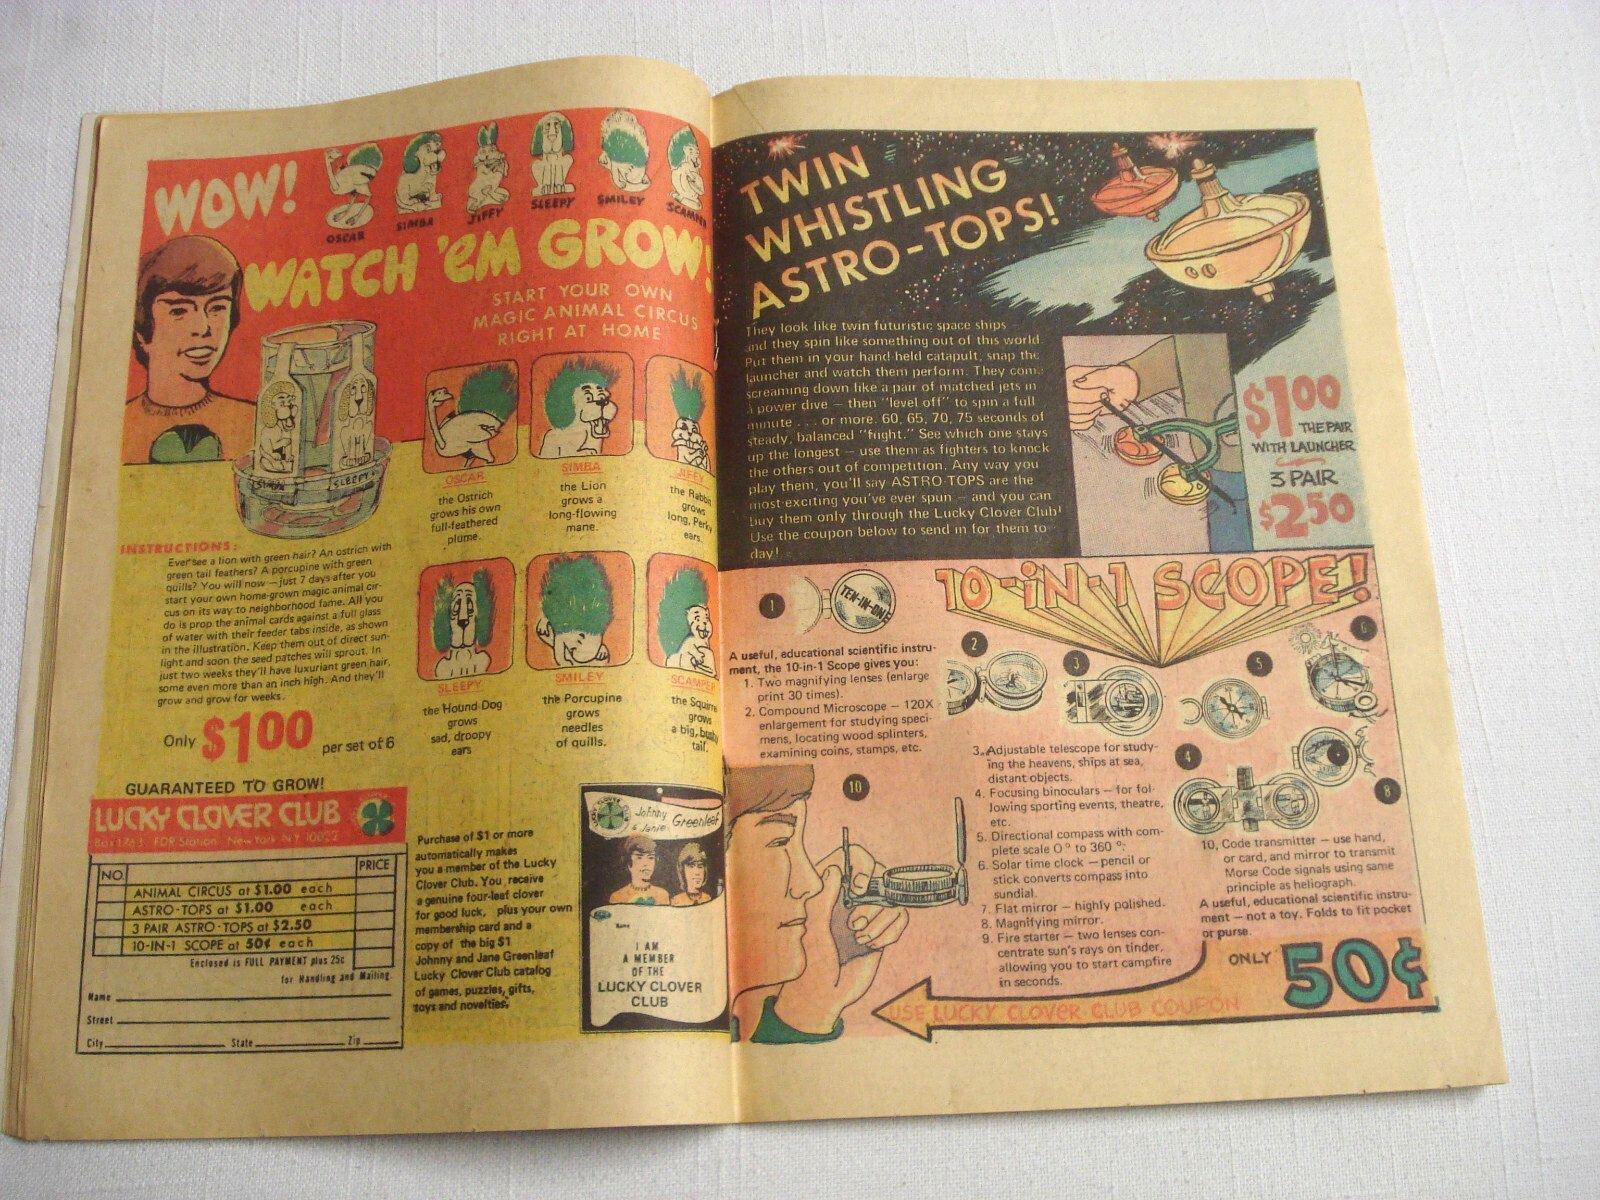 WOW!
OSCAR
SIMBA
JIFFY
SLEEPY
SMILEY
SCAMPER
WATCH 'EM GROW!
START YOUR OWN
MAGIC ANIMAL CIRCUS
RIGHT AT HOME
SIMBA
SLEEPY
OSCAR
the Ostrich
grows his own
full-feathered
plume.
SIMBA
the Lion
grows a
long-flowing
mane.
JIFFY
the Rabbit
grows
long, Perky
ears.
SLEEPY
the Hound Dog
grows
sad, droopy
ears
SMILEY
the Porcupine
grows
needles
of quills.
SCAMPER
the Squirrel
grows
a big, bushy
tail.
INSTRUCTIONS:
Ever see a lion with green hair? An ostrich with
green tail feathers? A porcupine with green
quills? You will now — just 7 days after you
start your own home-grown magic animal cir-
cus on its way to neighborhood fame. All you
do is prop the animal cards against a full glass
of water with their feeder tabs inside, as shown
in the illustration. Keep them out of direct sun-
light and soon the seed patches will sprout. In
just two weeks they'll have luxuriant green hair,
some even more than an inch high. And they'll
grow and grow for weeks.
Only $1.00 per set of 6
GUARANTEED TO GROW!
LUCKY CLOVER CLUB
Box 1763 FDR Station New York NY 10022
NO.
PRICE
ANIMAL CIRCUS at $1.00 each
ASTRO-TOPS at $1.00 each
3 PAIR ASTRO-TOPS at $2.50
10-IN-1 SCOPE at 50¢ each
Enclosed is FULL PAYMENT plus 25c
for Handling and Mailing.
Name
Street
City State Zip
Purchase of $1 or more
automatically makes
you a member of the Lucky
Clover Club. You receive
a genuine four-leaf clover
for good luck, plus your own
membership card and a
copy of the big $1
Johnny and Jane Greenleaf
Lucky Clover Club catalog
of games, puzzles, gifts,
toys and novelties.
LUCKY CLOVER CLUB
Johnny
& Janie Greenleaf
Name
I AM
A MEMBER
OF THE
LUCKY CLOVER
CLUB
TWIN
WHISTLING
ASTRO-TOPS!
They look like twin futuristic space ships
and they spin like something out of this world.
Put them in your hand held catapult, snap the
launcher and watch them perform. They come
screaming down like a pair of matched jets in
a power dive — then "level off" to spin a full
minute . . . or more. 60, 65, 70, 75 seconds of
steady, balanced "flight." See which one stays
up the longest — use them as fighters to knock
the others out of competition. Any way you
play them, you'll say ASTRO-TOPS are the
most exciting you've ever spun — and you can
buy them only through the Lucky Clover Club!
Use the coupon below to send in for them to-
day!
$1.00 THE PAIR
WITH LAUNCHER
3 PAIR
$2.50
10-IN-1 SCOPE!
1
TEN-IN-ONE
2
3
5
6
4
8
10
A useful, educational scientific instru-
ment, the 10-in-1 Scope gives you:
1. Two magnifying lenses (enlarge
print 30 times).
2. Compound Microscope — 120X
enlargement for studying speci-
mens, locating wood splinters,
examining coins, stamps, etc.
3. Adjustable telescope for study-
ing the heavens, ships at sea,
distant objects.
4. Focusing binoculars — for fol-
lowing sporting events, theatre,
etc.
5. Directional compass with com-
plete scale 0° to 360°.
6. Solar time clock — pencil or
stick converts compass into
sundial.
7. Flat mirror — highly polished.
8. Magnifying mirror.
9. Fire starter — two lenses con-
centrate sun's rays on tinder,
allowing you to start campfire
in seconds.
10. Code transmitter — use hand,
or card, and mirror to transmit
Morse Code signals using same
principle as heliograph.
A useful, educational scientific instru-
ment — not a toy. Folds to fit pocket
or purse.
ONLY 50¢
USE LUCKY CLOVER CLUB COUPON